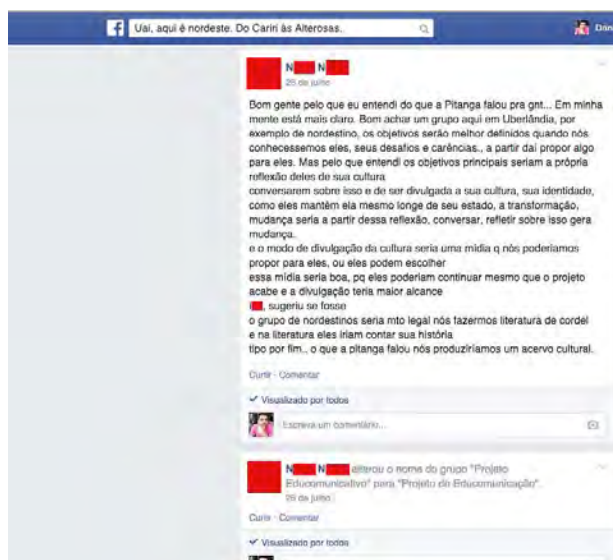 Uai, aqui é nordeste. Do Cariri às Alterosas.
N N
25 de julho
Bom gente pelo que eu entendi do que a Pitanga falou pra gnt... Em minha
mente está mais claro. Bom achar um grupo aqui em Uberlândia, por
exemplo de nordestino, os objetivos serão melhor definidos quando nós
conhecessemos eles, seus desafios e carências., a partir daí propor algo
para eles. Mas pelo que entendi os objetivos principais seriam a própria
reflexão deles de sua cultura
conversarem sobre isso e de ser divulgada a sua cultura, sua identidade,
como eles mantêm ela mesmo longe de seu estado, a transformação,
mudança seria a partir dessa reflexão, conversar, refletir sobre isso gera
mudança.
e o modo de divulgação da cultura seria uma mídia q nós poderíamos
propor para eles, ou eles podem escolher
essa mídia seria boa, pq eles poderiam continuar mesmo que o projeto
acabe e a divulgação teria maior alcance
, sugeriu se fosse
o grupo de nordestinos seria mto legal nós fazermos literatura de cordel
e na literatura eles iriam contar sua história
tipo por fim.. o que a pitanga falou nós produziríamos um acervo cultural.
Curtir · Comentar
Visualizado por todos
Escreva um comentário...
N N alterou o nome do grupo "Projeto
Educomunicativo" para "Projeto de Educomunicação".
25 de julho
Curtir · Comentar
Visualizado por todos